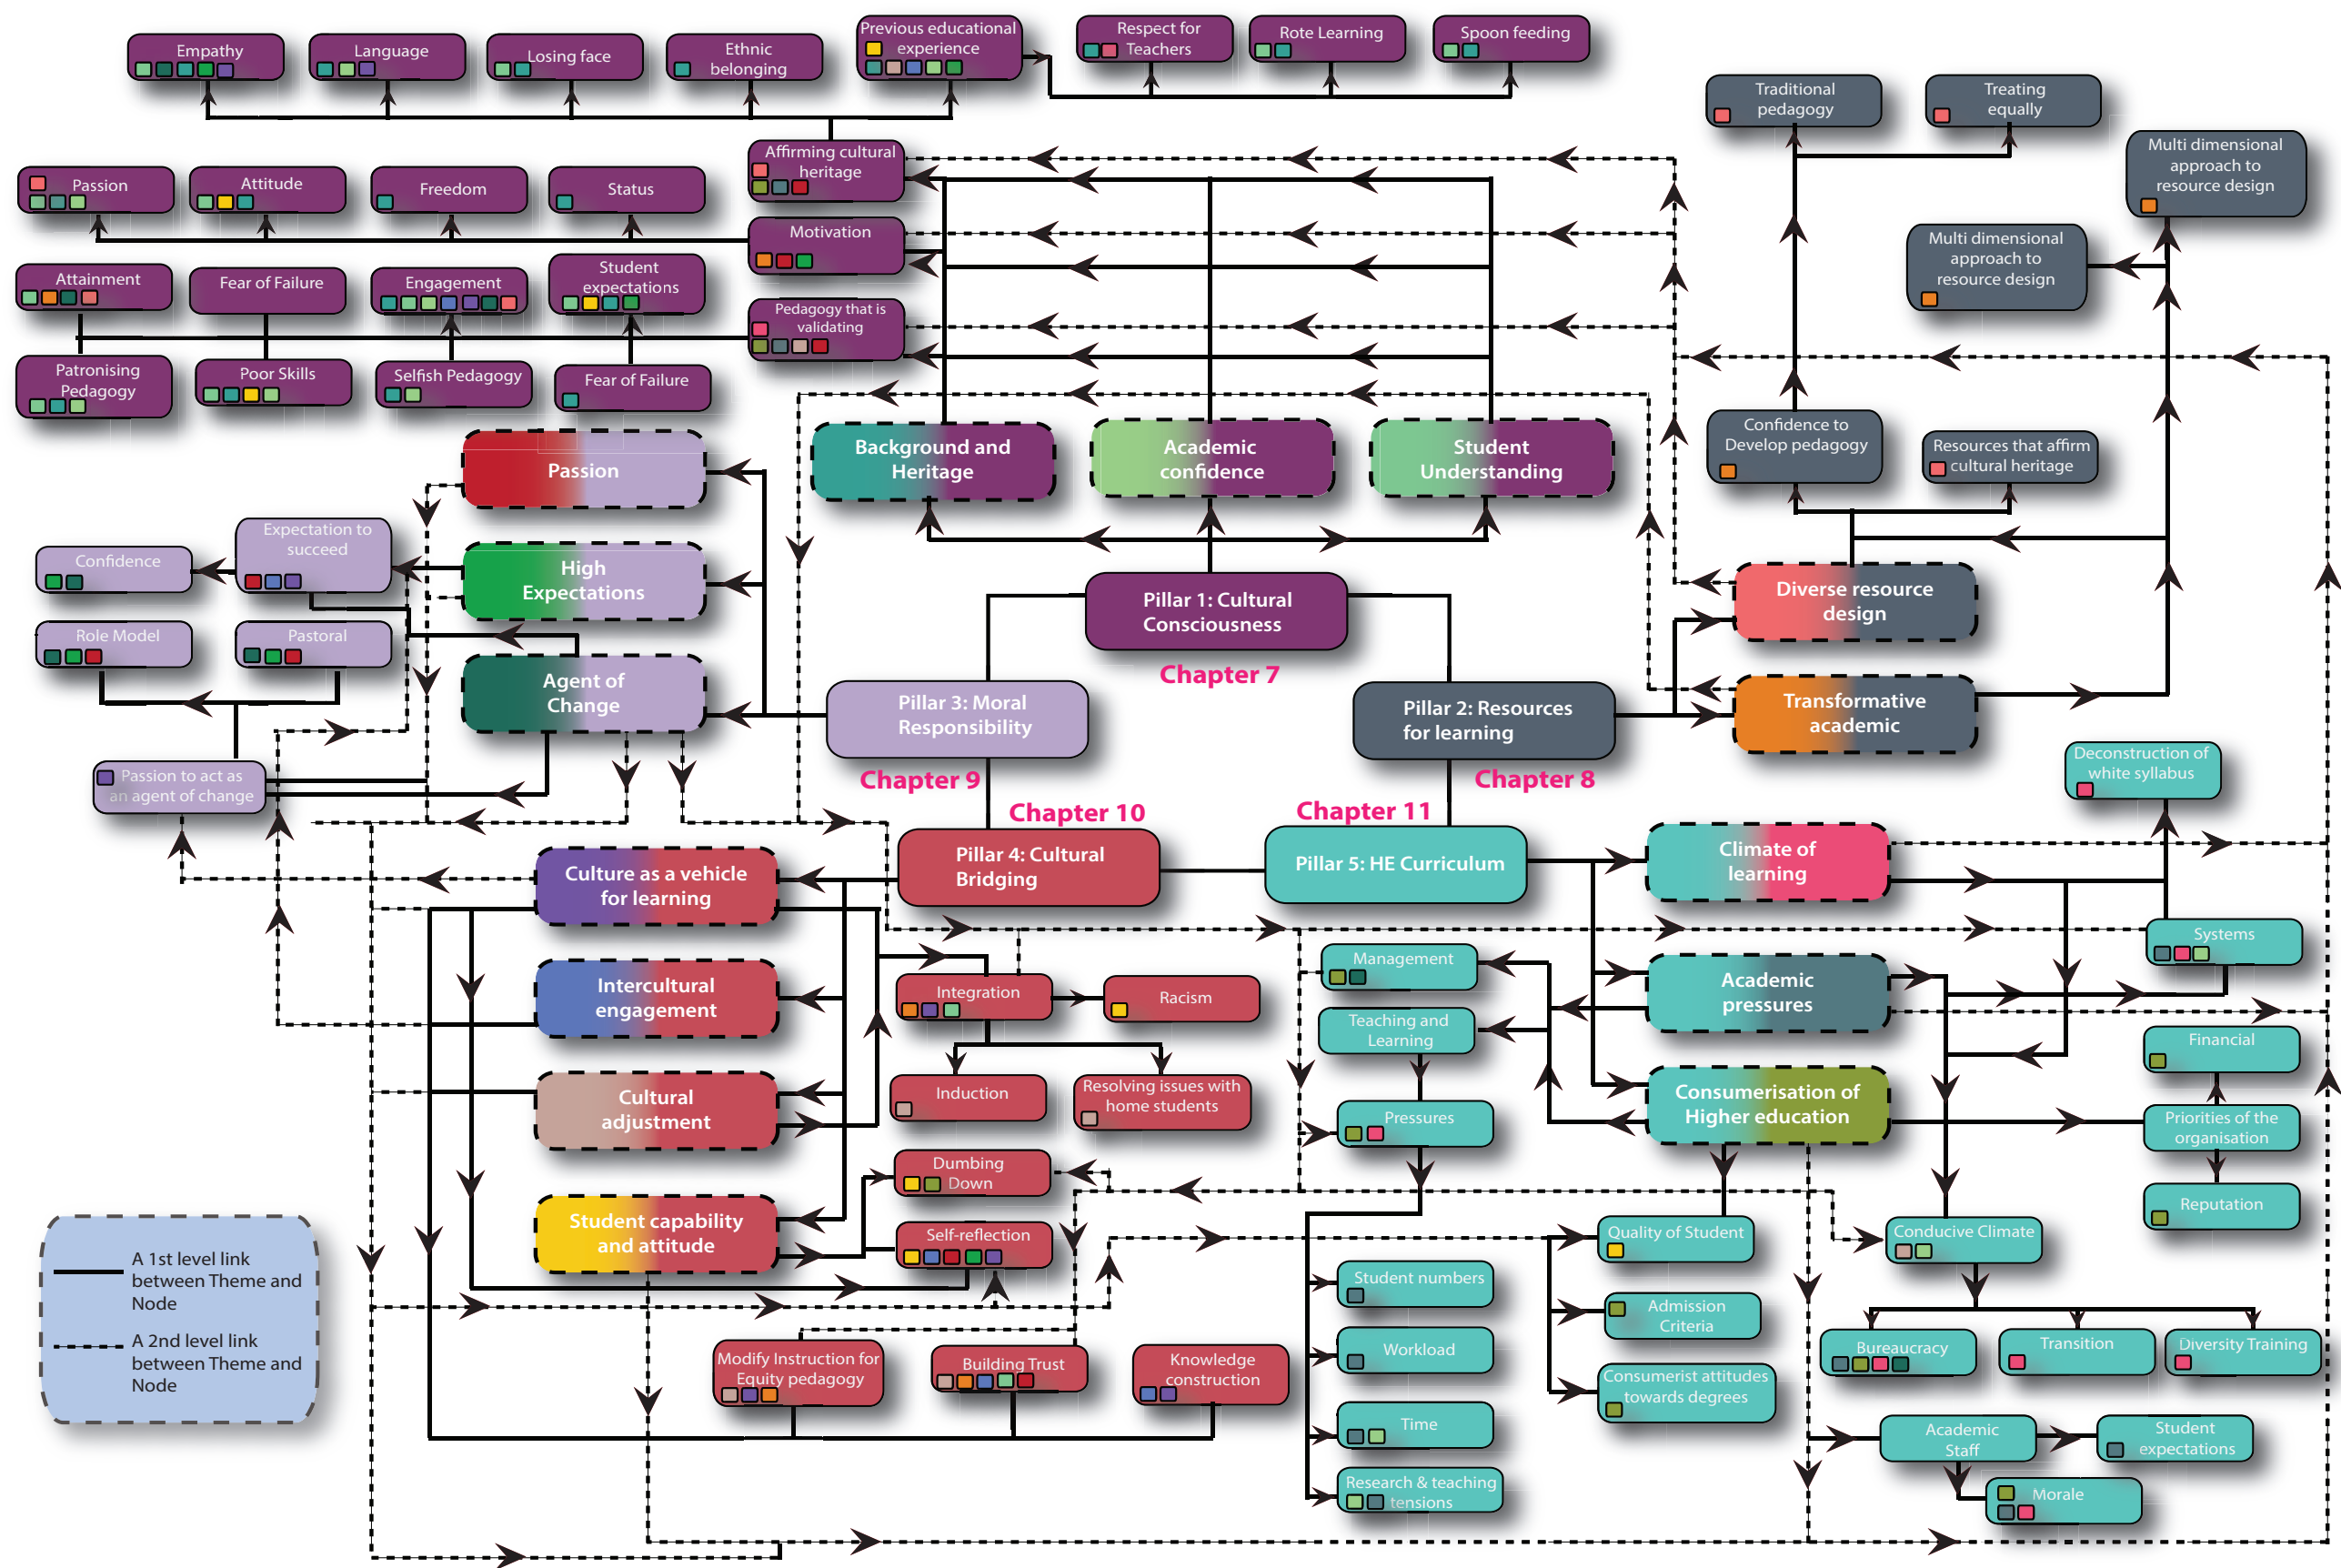 Empathy
Language
Losing face
Ethnic
belonging
Previous educational
experience
Respect for
Teachers
Rote Learning
Spoon feeding
Traditional
pedagogy
Treating
equally
Multi dimensional
approach to
resource design
Affirming cultural
heritage
Passion
Attitude
Freedom
Status
Motivation
Multi dimensional
approach to
resource design
Attainment
Fear of Failure
Engagement
Student
expectations
Pedagogy that is
validating
Patronising
Pedagogy
Poor Skills
Selfish Pedagogy
Fear of Failure
Confidence to
Develop pedagogy
Resources that affirm
cultural heritage
Passion
Background and
Heritage
Academic
confidence
Student
Understanding
Expectation to
succeed
Confidence
High
Expectations
Pillar 1: Cultural
Consciousness
Diverse resource
design
Role Model
Pastoral
Agent of
Change
Chapter 7
Pillar 3: Moral
Responsibility
Pillar 2: Resources
for learning
Transformative
academic
Passion to act as
an agent of change
Chapter 9
Chapter 8
Deconstruction of
white syllabus
Chapter 10
Chapter 11
Culture as a vehicle
for learning
Pillar 4: Cultural
Bridging
Pillar 5: HE Curriculum
Climate of
learning
Systems
Intercultural
engagement
Integration
Racism
Management
Academic
pressures
Teaching and
Learning
Financial
Cultural
adjustment
Induction
Resolving issues with
home students
Pressures
Consumerisation of
Higher education
Priorities of the
organisation
Dumbing
Down
Reputation
Student capability
and attitude
Self-reflection
Quality of Student
Conducive Climate
A 1st level link
between Theme and
Node
A 2nd level link
between Theme and
Node
Student numbers
Admission
Criteria
Workload
Bureaucracy
Transition
Diversity Training
Modify Instruction for
Equity pedagogy
Building Trust
Knowledge
construction
Consumerist attitudes
towards degrees
Time
Academic
Staff
Student
expectations
Research & teaching
tensions
Morale